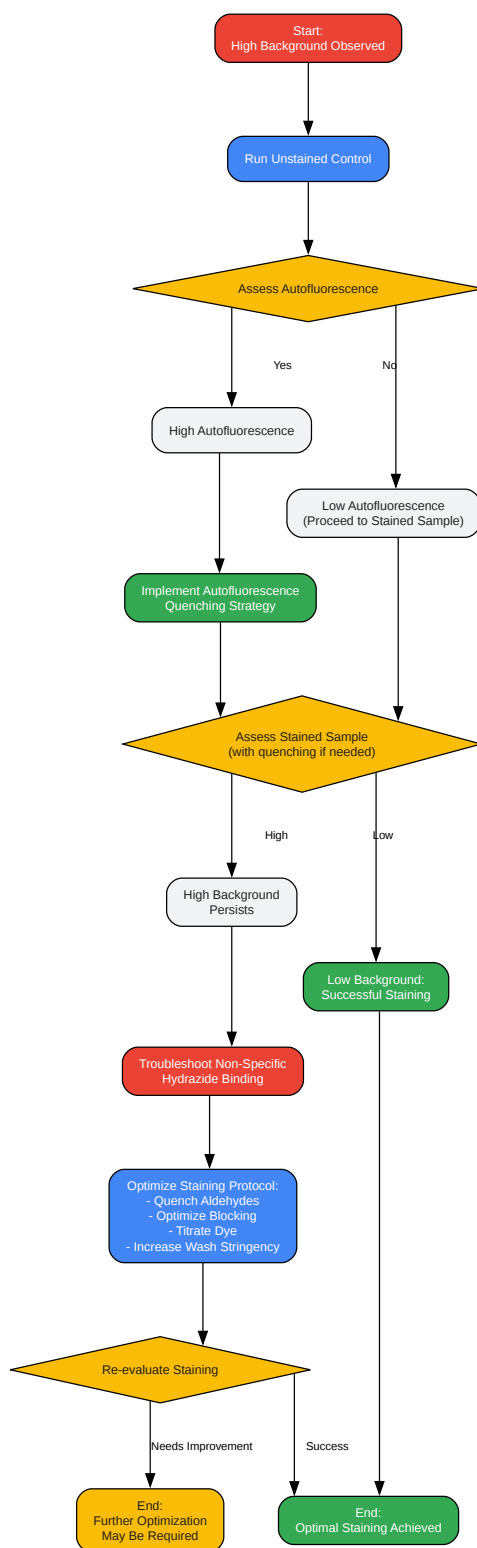 Start:
High Background Observed
Run Unstained Control
Assess Autofluorescence
Yes
No
High Autofluorescence
Low Autofluorescence
(Proceed to Stained Sample)
Implement Autofluorescence
Quenching Strategy
Assess Stained Sample
(with quenching if needed)
High
Low
High Background
Persists
Low Background:
Successful Staining
Troubleshoot Non-Specific
Hydrazide Binding
Optimize Staining Protocol:
- Quench Aldehydes
- Optimize Blocking
- Titrate Dye
- Increase Wash Stringency
Re-evaluate Staining
Needs Improvement
Success
End:
Further Optimization
May Be Required
End:
Optimal Staining Achieved